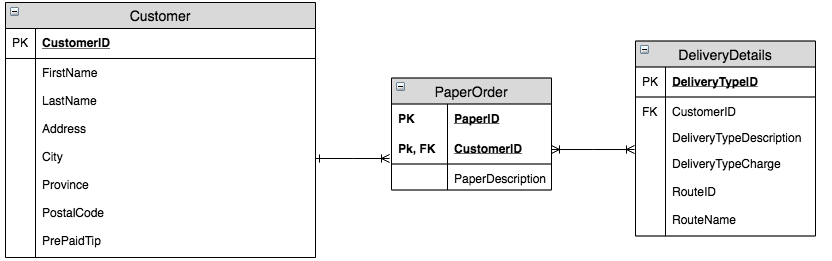 Customer
PK CustomerID
FirstName
LastName
Address
City
Province
PostalCode
PrePaidTip
PaperOrder
PK PaperID
Pk, FK CustomerID
PaperDescription
DeliveryDetails
PK DeliveryTypeID
FK CustomerID
DeliveryTypeDescription
DeliveryTypeCharge
RouteID
RouteName